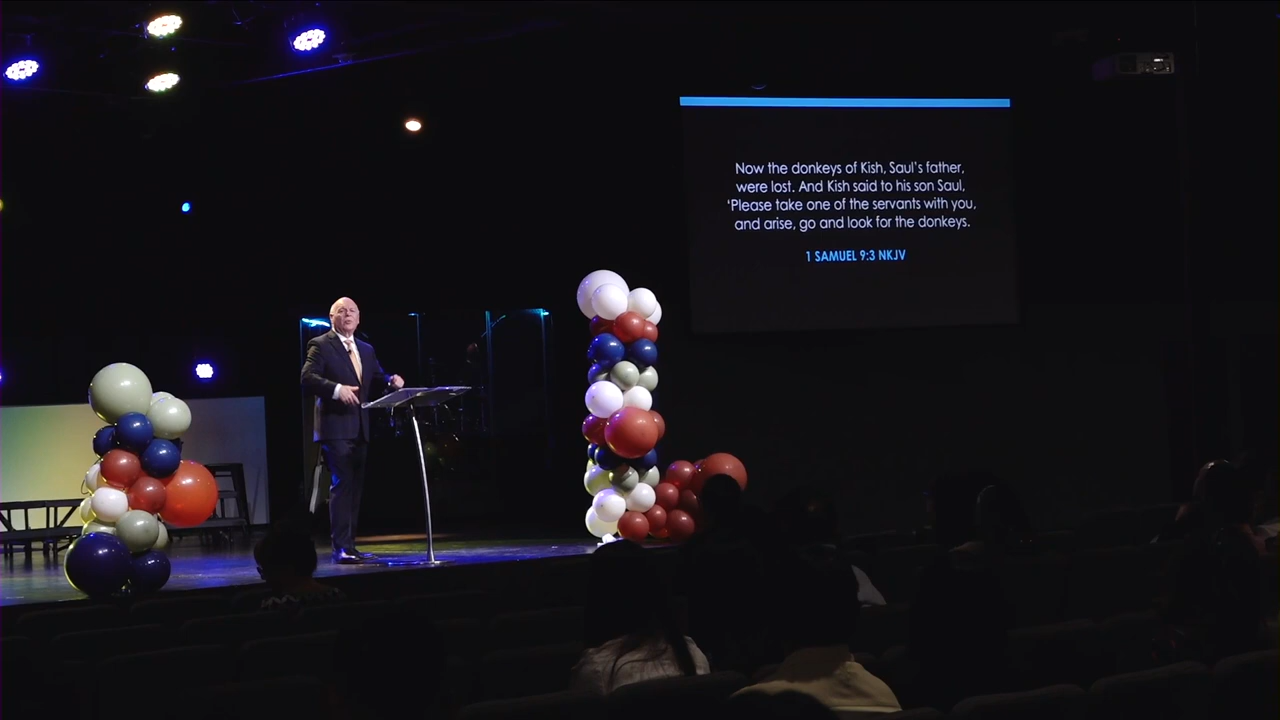 Now the donkeys of Kish, Saul's father,
were lost. And Kish said to his son Saul,
‘Please take one of the servants with you,
and arise, go and look for the donkeys.
1 SAMUEL 9:3 NKJV